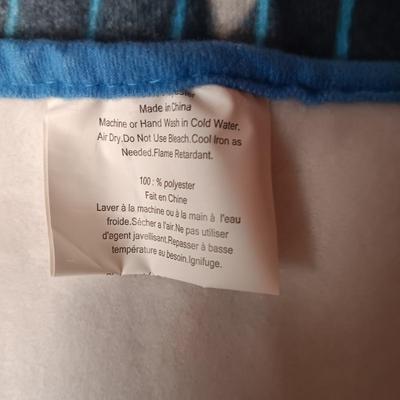 Made in China
Machine or Hand Wash in Cold Water.
Air Dry.Do Not Use Bleach.Cool Iron as
Needed.Flame Retardant.
100 : % polyester
Fait en Chine
Laver à la machine ou à la main à l'eau
froide.Sécher a l'air.Ne pas utiliser
d'agent javellisant.Repasser à basse
température au besoin.Ignifuge.